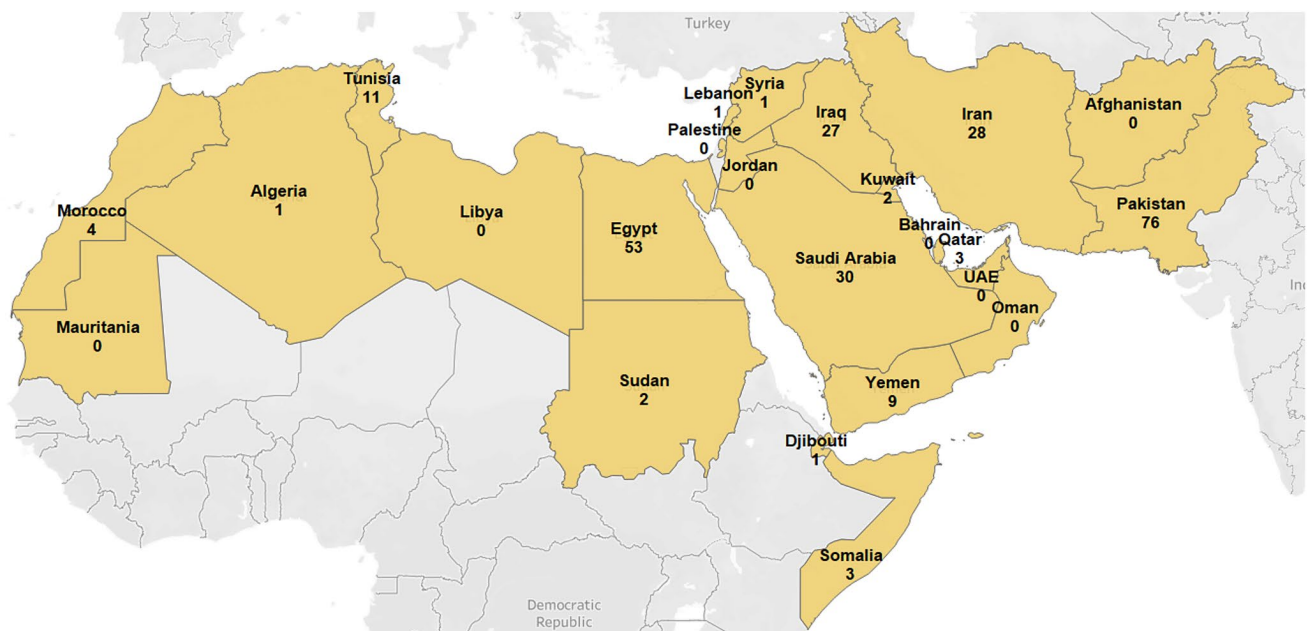 Turkey
Tunisia
11
Lebanon
1
Syria
1
Palestine
0
Iraq
27
Iran
28
Afghanistan
0
Jordan
0
Kuwait
2
Algeria
1
Morocco
4
Libya
0
Egypt
53
Pakistan
76
Bahrain
0
Qatar
3
Saudi Arabia
30
UAE
0
Oman
0
Mauritania
0
Sudan
2
Yemen
9
Djibouti
1
Somalia
3
Democratic
Republic